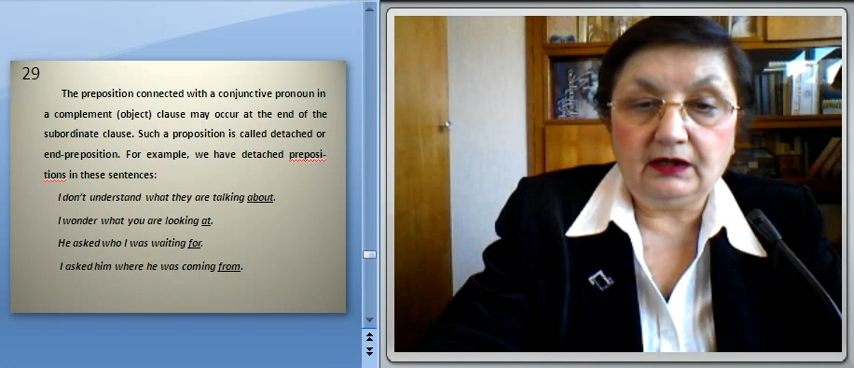 29
The preposition connected with a conjunctive pronoun in
a complement (object) clause may occur at the end of the
subordinate clause. Such a proposition is called detached or
end-preposition. For example, we have detached preposi-
tions in these sentences:
I don't understand what they are talking about.
I wonder what you are looking at.
He asked who I was waiting for.
I asked him where he was coming from.